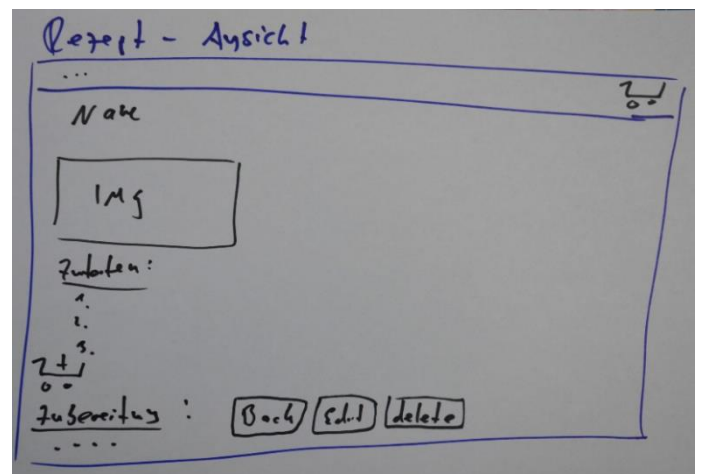 Rezept - Ansicht
...
Name
Img
Zutaten:
1.
2.
3.
+
Zubereitung : Back Edit delete
....